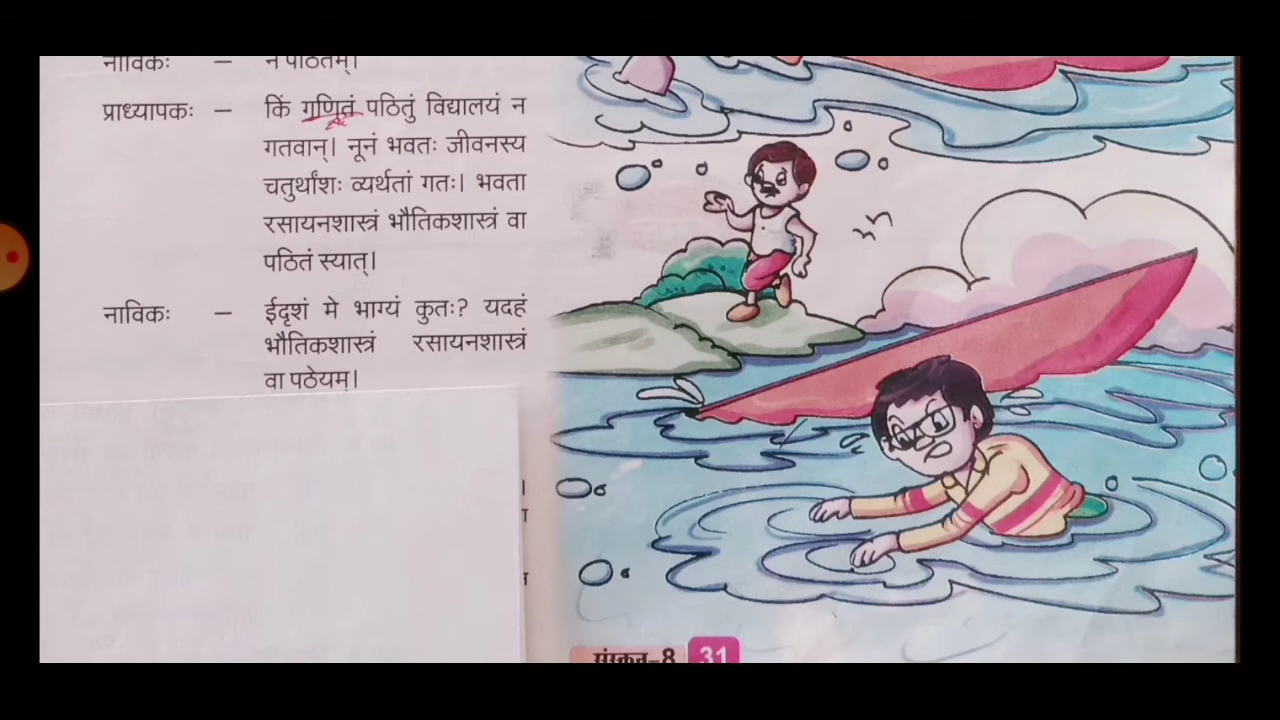 नाविकः – न पठितम्।
प्राध्यापकः – किं गणितं पठितुं विद्यालयं न
गतवान्। नूनं भवतः जीवनस्य
चतुर्थांशः व्यर्थतां गतः। भवता
रसायनशास्त्रं भौतिकशास्त्रं वा
पठितं स्यात्।
नाविकः – ईदृशं मे भाग्यं कुतः? यदहं
भौतिकशास्त्रं रसायनशास्त्रं
वा पठेयम्।
संस्कृत-8 31